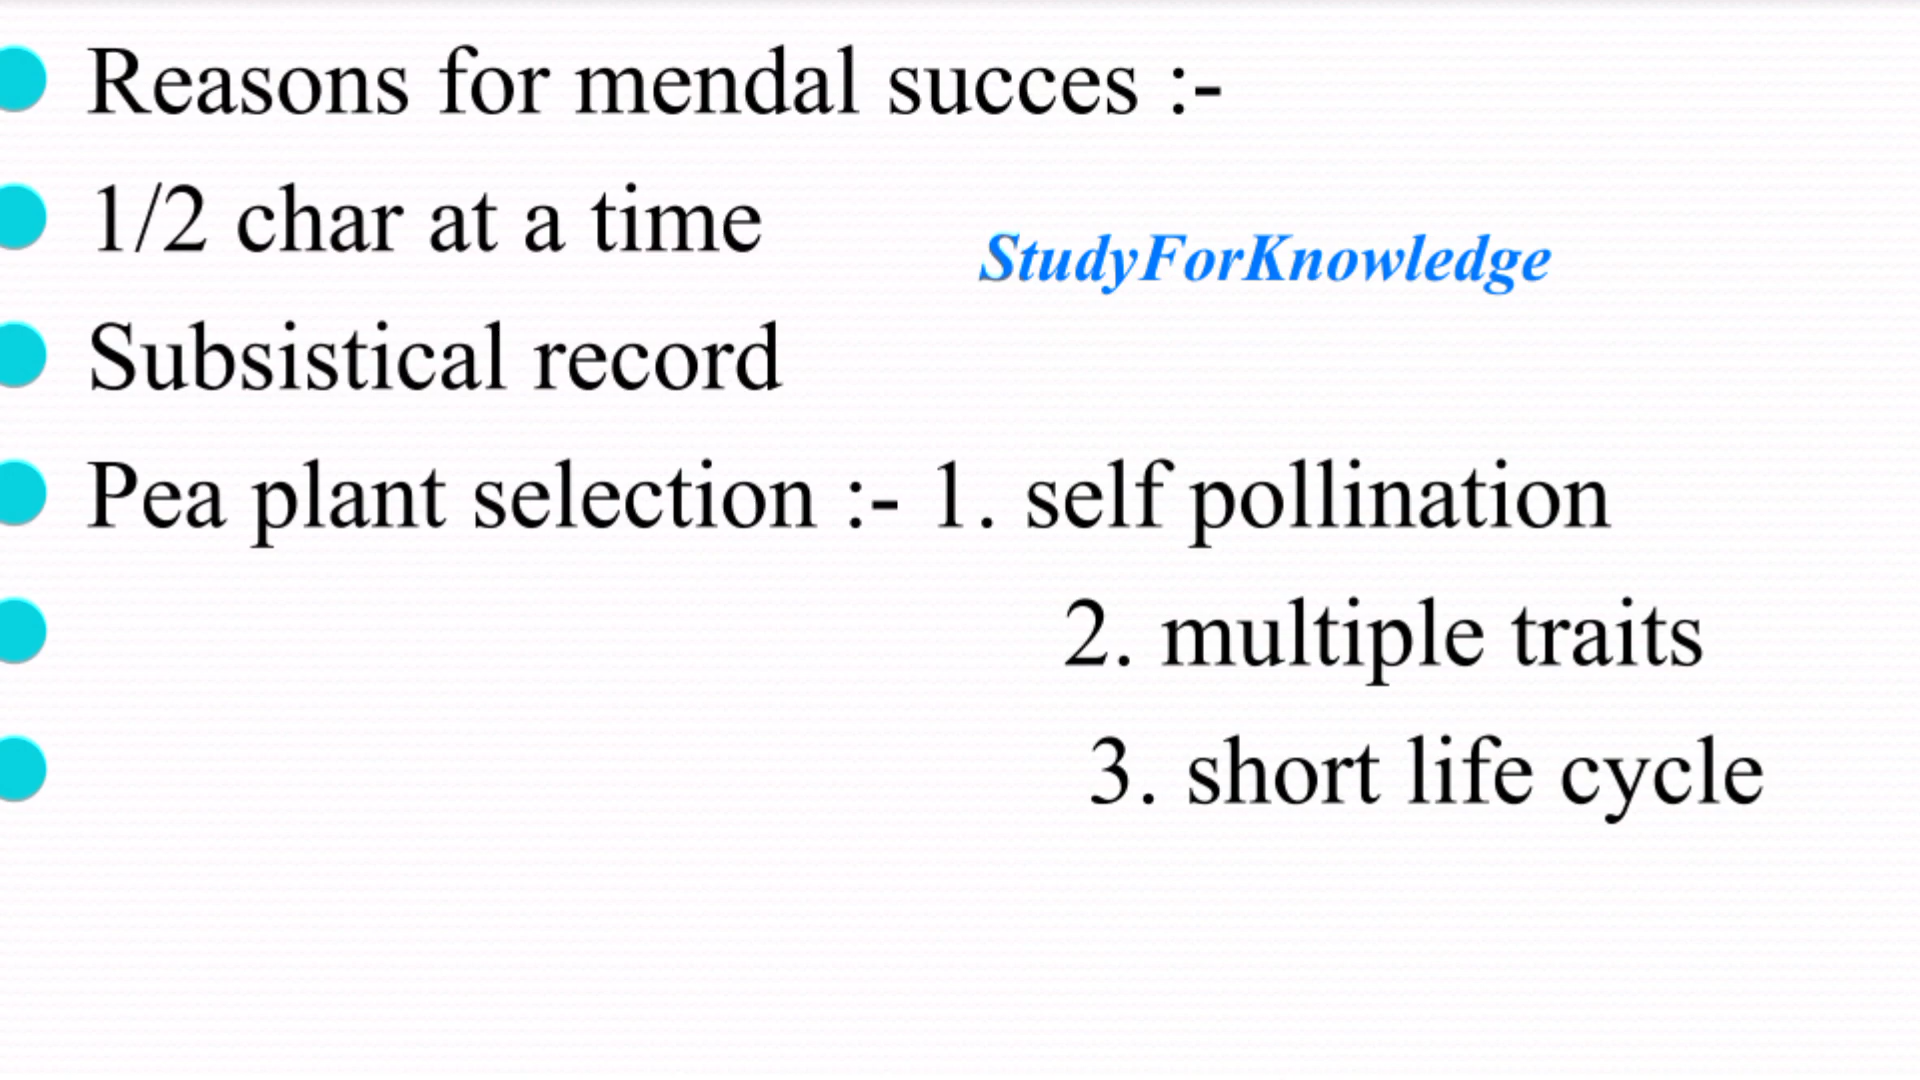 Reasons for mendal succes :-
1/2 char at a time
StudyForKnowledge
Subsistical record
Pea plant selection :- 1. self pollination
2. multiple traits
3. short life cycle